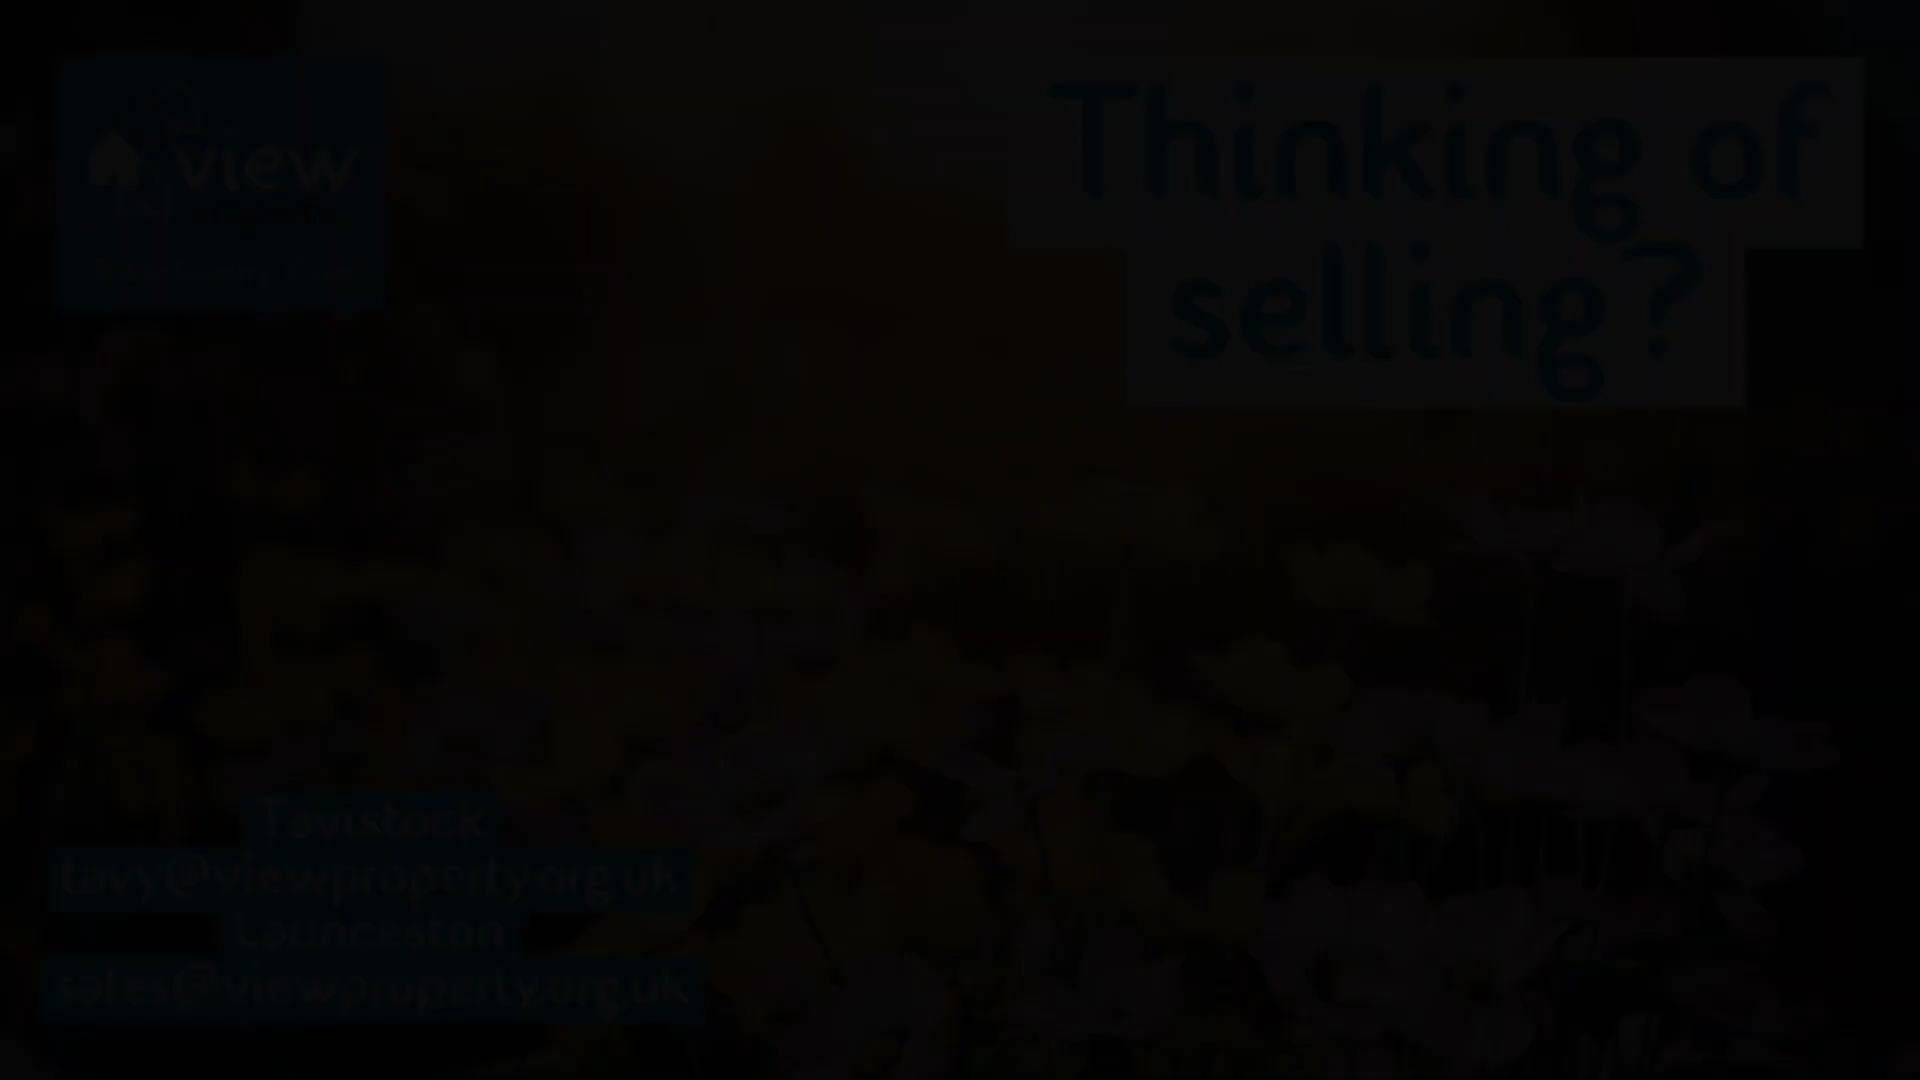 view
Thinking of
selling?
Tavistock
tavy@viewproperty.org.uk
Launceston
sales@viewproperty.org.uk